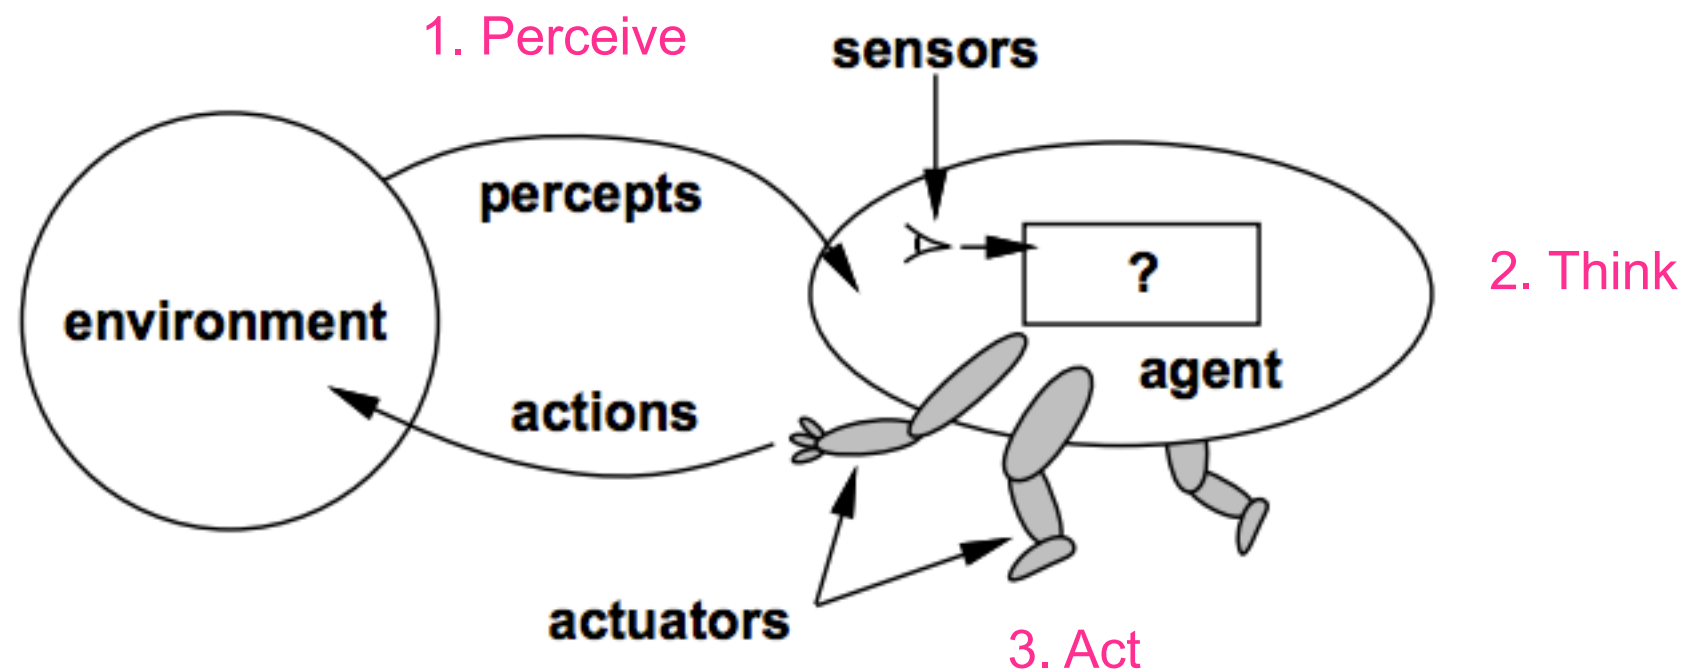 1. Perceive
sensors
percepts
environment
?
2. Think
agent
actions
actuators
3. Act